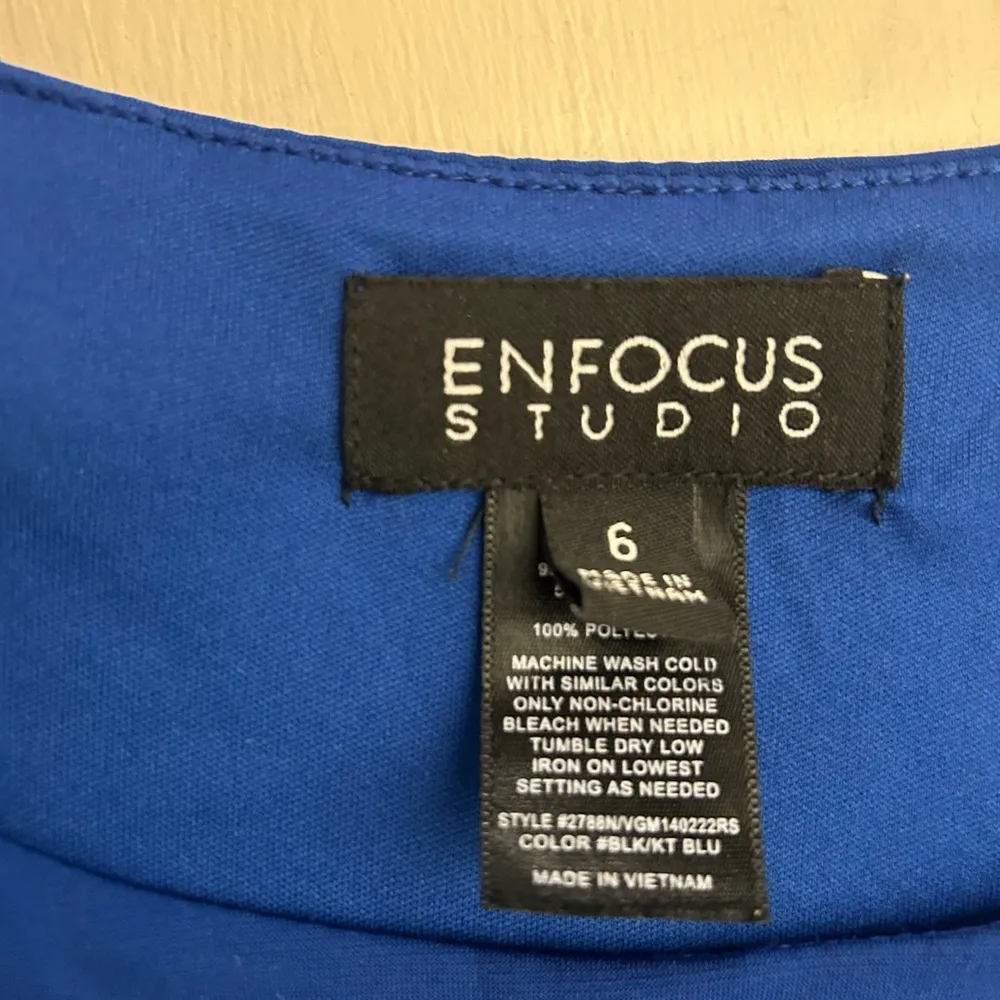 ENFOCUS
STUDIO
6
MADE IN
VIETNAM
100%
MACHINE WASH COLD
WITH SIMILAR COLORS
ONLY NON-CHLORINE
BLEACH WHEN NEEDED
TUMBLE DRY LOW
IRON ON LOWEST
SETTING AS NEEDED
STYLE #2788N/VGM140222RS
COLOR #BLK/KT BLU
MADE IN VIETNAM